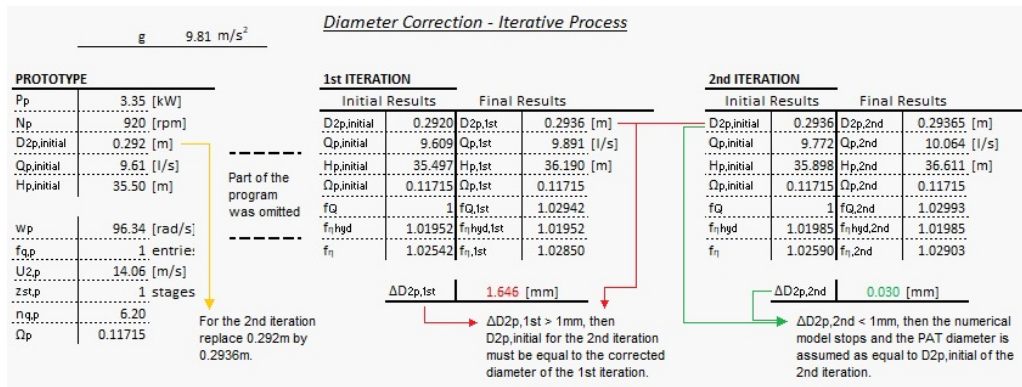 Diameter Correction - Iterative Process
g 9.81 m/s²
PROTOTYPE
Pp 3.35 [kW]
Np 920 [rpm]
D2p,initial 0.292 [m]
Qp,initial 9.61 [l/s]
Hp,initial 35.50 [m]
wp 96.34 [rad/s]
fq,p 1 entries
U2,p 14.06 [m/s]
zst,p 1 stages
nq,p 6.20
Ωp 0.11715
Part of the
program
was omitted
For the 2nd iteration
replace 0.292m by
0.2936m.
1st ITERATION
Initial Results Final Results
D2p,initial 0.2920 D2p,1st 0.2936 [m]
Qp,initial 9.609 Qp,1st 9.891 [l/s]
Hp,initial 35.497 Hp,1st 36.190 [m]
Ωp,initial 0.11715 Ωp,1st 0.11715
fQ 1 fQ,1st 1.02942
fηhyd 1.01952 fηhyd,1st 1.01952
fη 1.02542 fη,1st 1.02850
ΔD2p,1st 1.646 [mm]
ΔD2p,1st > 1mm, then
D2p,initial for the 2nd iteration
must be equal to the corrected
diameter of the 1st iteration.
2nd ITERATION
Initial Results Final Results
D2p,initial 0.2936 D2p,2nd 0.29365 [m]
Qp,initial 9.772 Qp,2nd 10.064 [l/s]
Hp,initial 35.898 Hp,2nd 36.611 [m]
Ωp,initial 0.11715 Ωp,2nd 0.11715
fQ 1 fQ,2nd 1.02993
fηhyd 1.01985 fηhyd,2nd 1.01985
fη 1.02590 fη,2nd 1.02903
ΔD2p,2nd 0.030 [mm]
ΔD2p,2nd < 1mm, then the numerical
model stops and the PAT diameter is
assumed as equal to D2p,initial of the
2nd iteration.